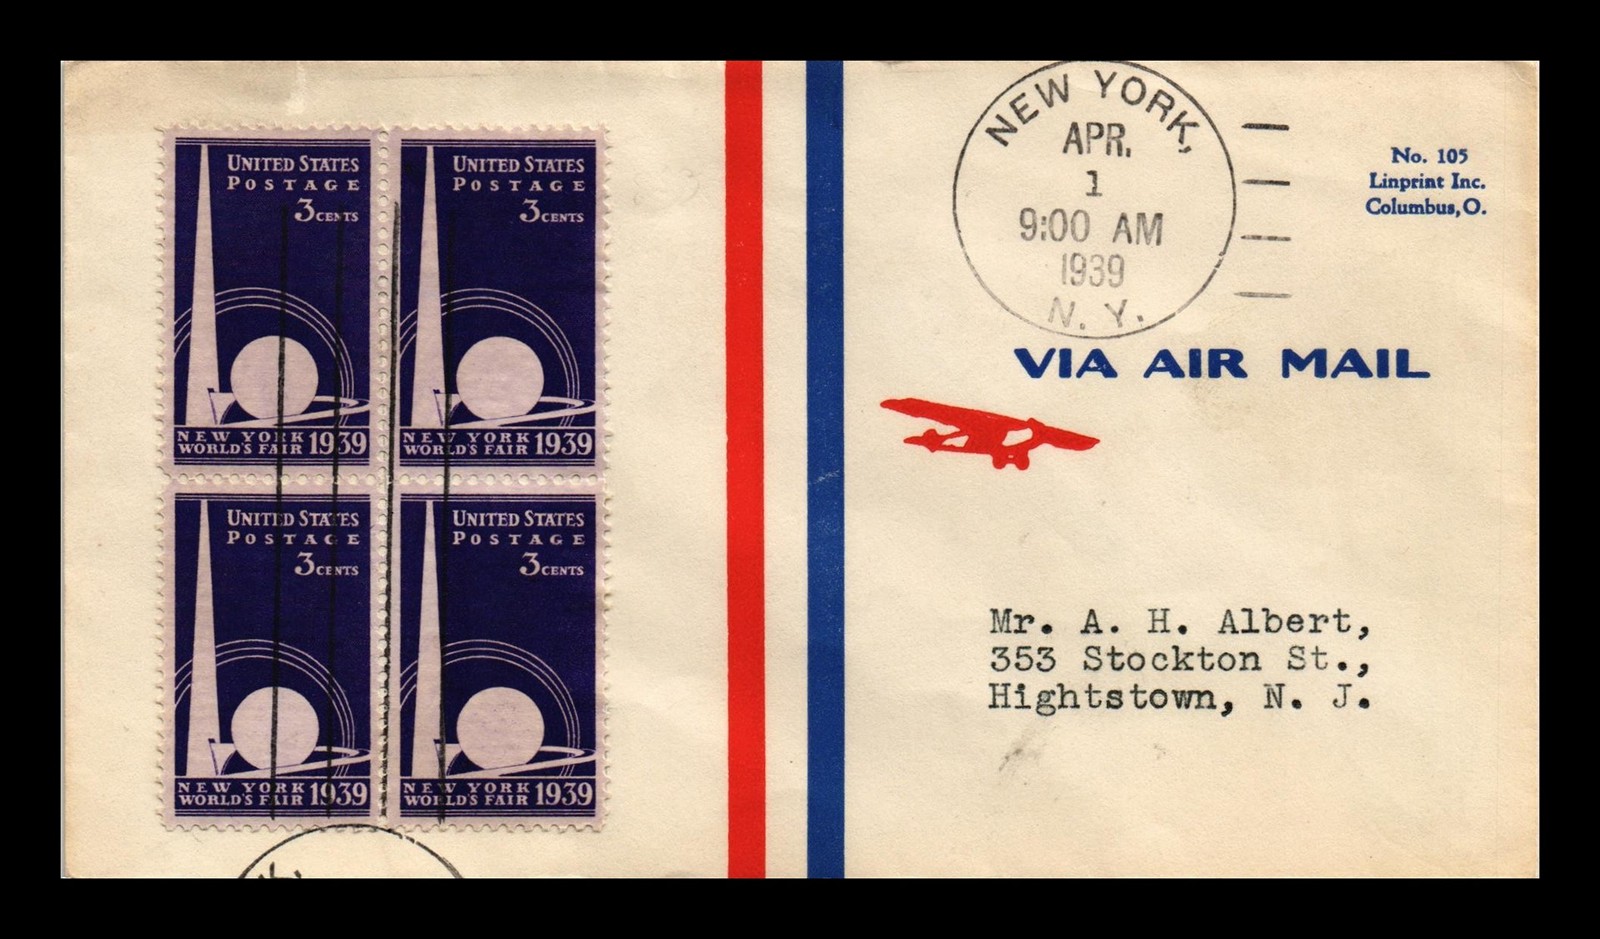 UNITED STATES
POSTAGE
3 CENTS
NEW YORK
WORLD'S FAIR 1939
UNITED STATES
POSTAGE
3 CENTS
NEW YORK
WORLD'S FAIR 1939
UNITED STATES
POSTAGE
3 CENTS
NEW YORK
WORLD'S FAIR 1939
UNITED STATES
POSTAGE
3 CENTS
NEW YORK
WORLD'S FAIR 1939
NEW YORK,
APR.
1
9:00 AM
1939
N. Y.
No. 105
Linprint Inc.
Columbus, O.
VIA AIR MAIL
Mr. A. H. Albert,
353 Stockton St.,
Hightstown, N. J.